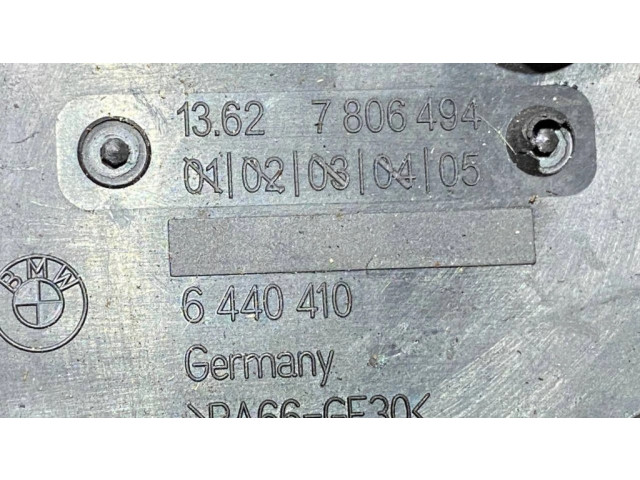 13.62 7 806 494
01|02|03|04|05
BMW
6 440 410
Germany
>PA66-GF30<